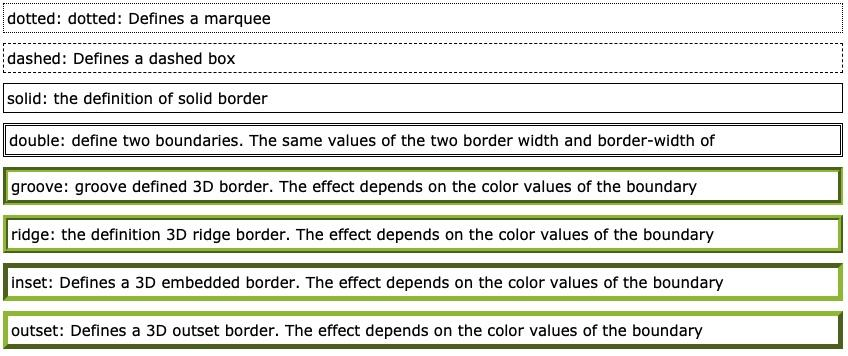 dotted: dotted: Defines a marquee
dashed: Defines a dashed box
solid: the definition of solid border
double: define two boundaries. The same values of the two border width and border-width of
groove: groove defined 3D border. The effect depends on the color values of the boundary
ridge: the definition 3D ridge border. The effect depends on the color values of the boundary
inset: Defines a 3D embedded border. The effect depends on the color values of the boundary
outset: Defines a 3D outset border. The effect depends on the color values of the boundary